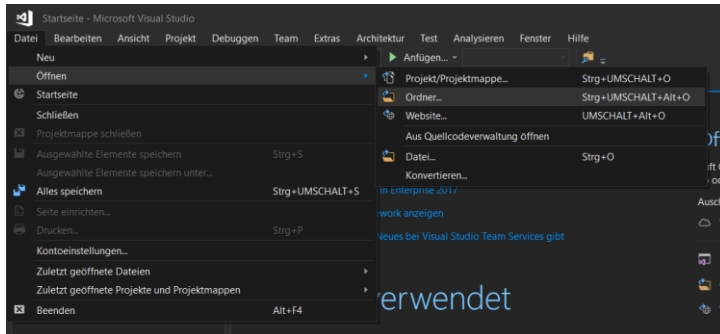 Startseite - Microsoft Visual Studio
Datei Bearbeiten Ansicht Projekt Debuggen Team Extras Architektur Test Analysieren Fenster Hilfe
Neu Anfügen...
Öffnen Projekt/Projektmappe... Strg+UMSCHALT+O
Startseite Ordner... Strg+UMSCHALT+Alt+O
Schließen Website... UMSCHALT+Alt+O
Projektmappe schließen Aus Quellcodeverwaltung öffnen
Ausgewählte Elemente speichern Strg+S Datei... Strg+O
Ausgewählte Elemente speichern unter... Konvertieren...
Alles speichern Strg+UMSCHALT+S in Enterprise 2017
Seite einrichten... work anzeigen
Drucken... Strg+P Neues bei Visual Studio Team Services gibt
Kontoeinstellungen...
Zuletzt geöffnete Dateien
Zuletzt geöffnete Projekte und Projektmappen
Beenden Alt+F4
erwendet